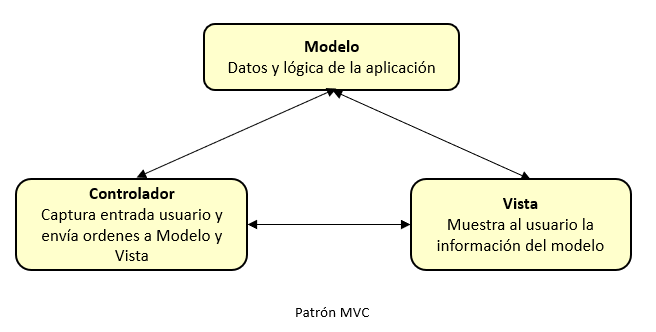 Modelo
Datos y lógica de la aplicación
Controlador
Captura entrada usuario y
envía ordenes a Modelo y
Vista
Vista
Muestra al usuario la
información del modelo
Patrón MVC